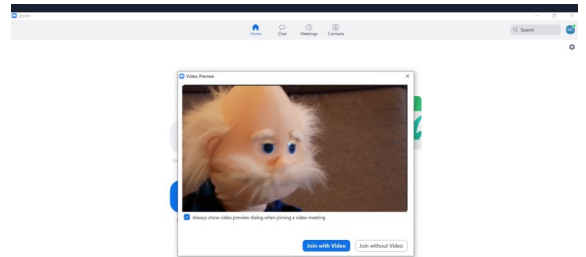 Zoom
Home Chat Meetings Contacts
Search
Video Preview
Always show video preview dialog when joining a video meeting
Join with Video Join without Video